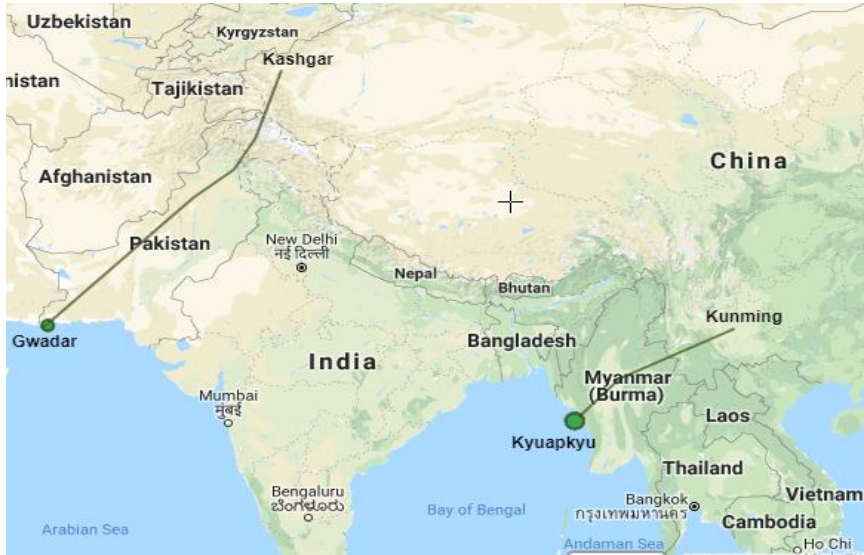 Uzbekistan
Kyrgyzstan
Kashgar
nistan
Tajikistan
China
Afghanistan
Pakistan
New Delhi
नई दिल्ली
Nepal
Bhutan
Kunming
Gwadar
Bangladesh
India
Myanmar
(Burma)
Mumbai
मुंबई
Laos
Kyuapkyu
Thailand
Bengaluru
ಬೆಂಗಳೂರು
Vietnam
Bangkok
กรุงเทพมหานคร
Bay of Bengal
Arabian Sea
Cambodia
Andaman Sea
Ho Chi